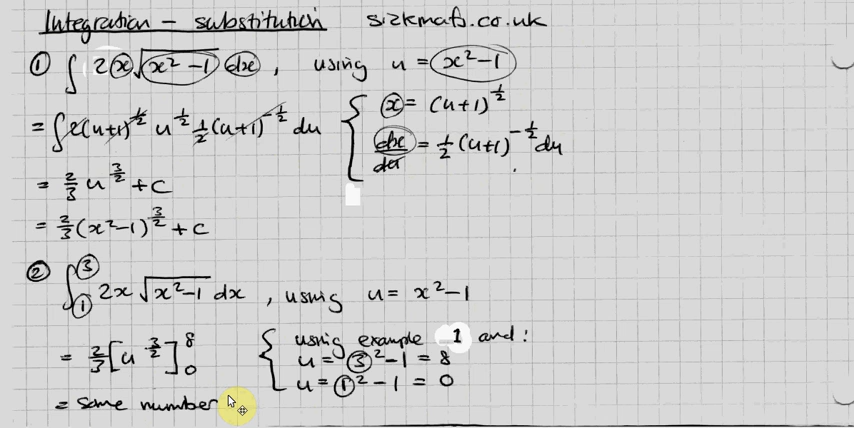 Integration - substitution sizkmafs.co.uk
① ∫ 2x√(x² - 1) dx , using u = x² - 1
x = (u+1)^½
= ∫ 2(u+1)^½ u^½ ½(u+1)^-½ du
dx/du = ½(u+1)^-½ du
= ⅔ u^(3/2) + c
= ⅔ (x²-1)^(3/2) + c
② ∫₁³ 2x √(x²-1) dx , using u = x² - 1
using example 1 and :
= ⅔ [u^(3/2)]₀⁸
u = 3² - 1 = 8
u = 1² - 1 = 0
= some number